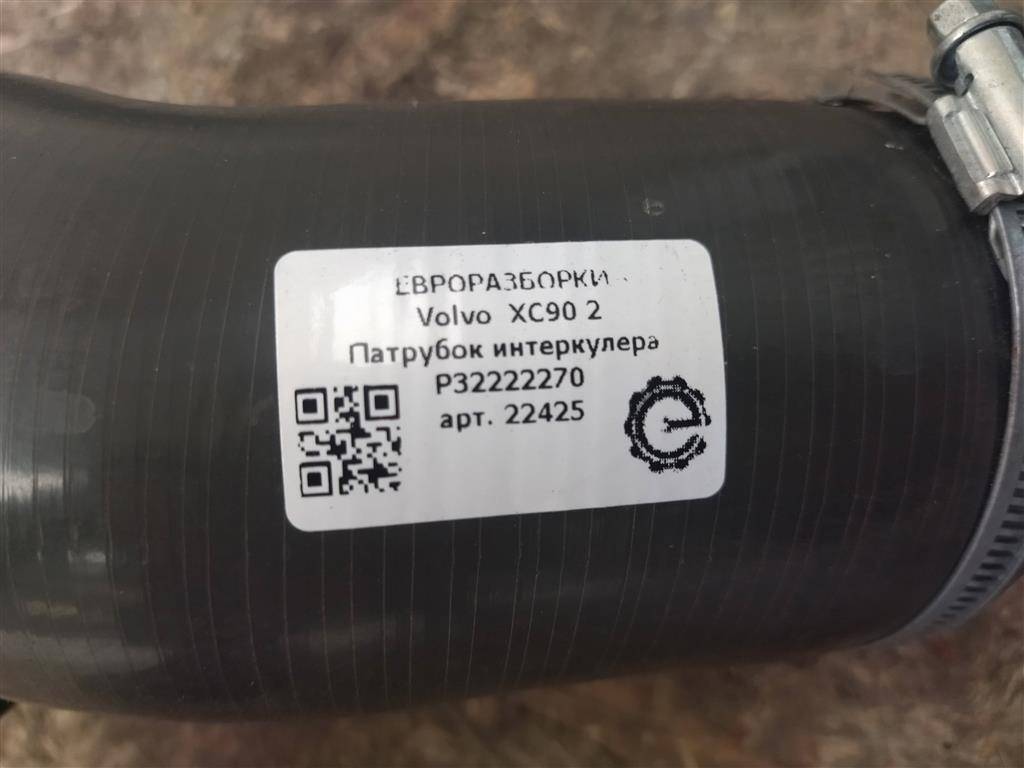 ЕВРОРАЗБОРКИ
Volvo XC90 2
Патрубок интеркулера
P32222270
арт. 22425